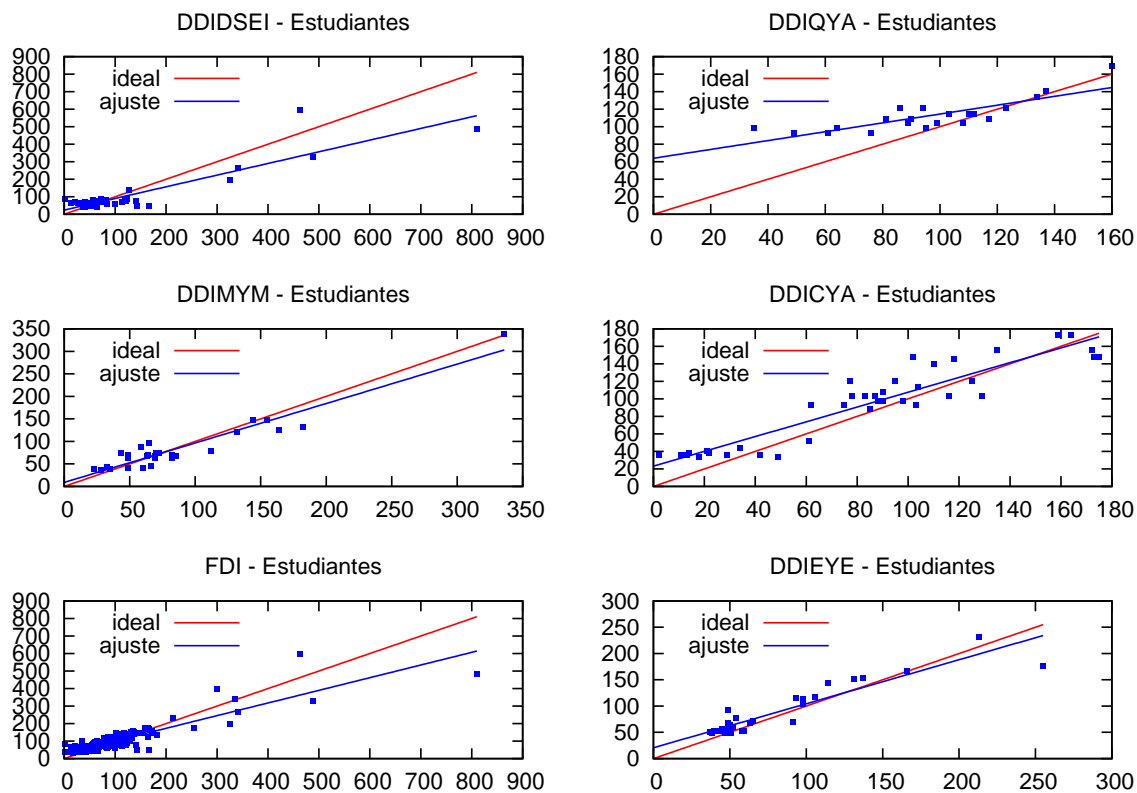 DDIDSEI - Estudiantes
900
800
700
600
500
400
300
200
100
0
ideal
ajuste
0 100 200 300 400 500 600 700 800 900
DDIQYA - Estudiantes
180
160
140
120
100
80
60
40
20
0
ideal
ajuste
0 20 40 60 80 100 120 140 160
DDIMYM - Estudiantes
350
300
250
200
150
100
50
0
ideal
ajuste
0 50 100 150 200 250 300 350
DDICYA - Estudiantes
180
160
140
120
100
80
60
40
20
0
ideal
ajuste
0 20 40 60 80 100 120 140 160 180
FDI - Estudiantes
900
800
700
600
500
400
300
200
100
0
ideal
ajuste
0 100 200 300 400 500 600 700 800 900
DDIEYE - Estudiantes
300
250
200
150
100
50
0
ideal
ajuste
0 50 100 150 200 250 300